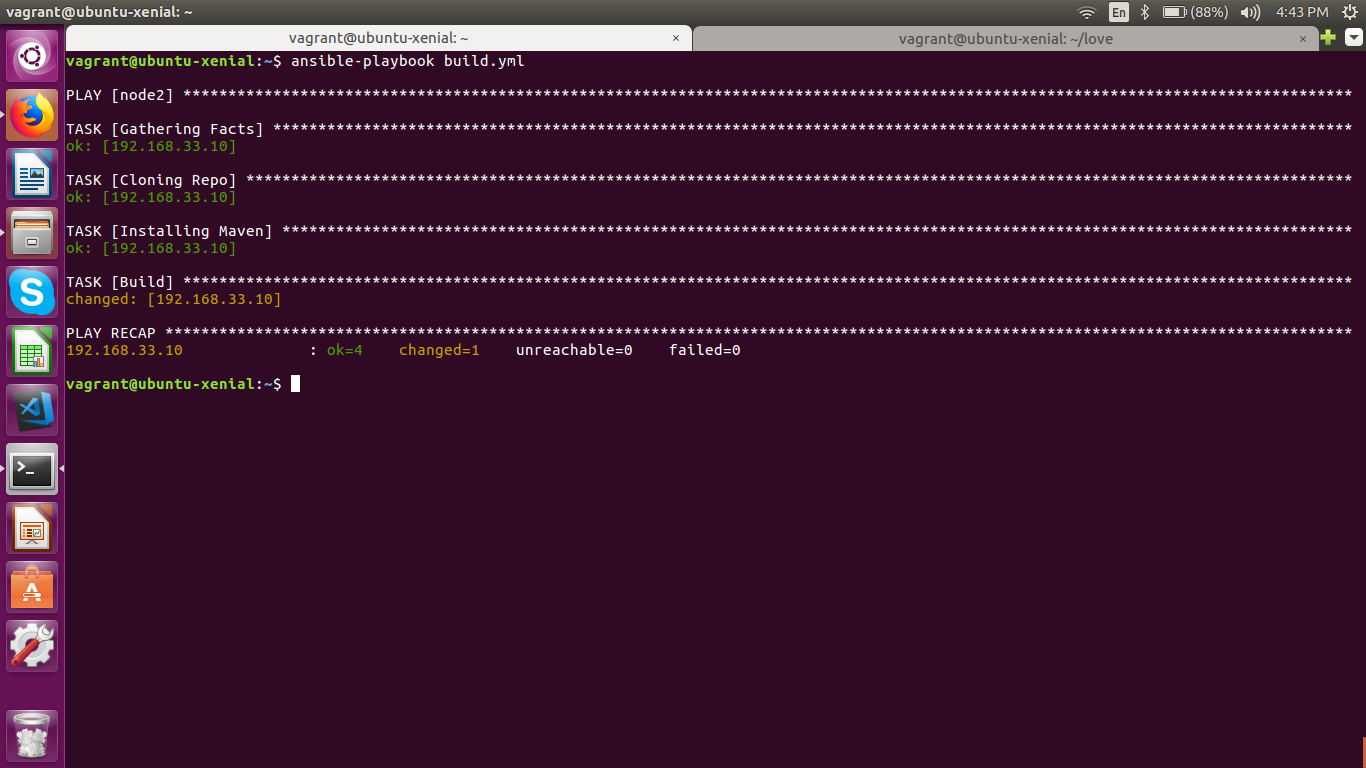 vagrant@ubuntu-xenial: ~
En
(88%)
4:43 PM
vagrant@ubuntu-xenial: ~ ×
vagrant@ubuntu-xenial: ~/love ×
vagrant@ubuntu-xenial:~$ ansible-playbook build.yml
PLAY [node2] **********************************************************************************************************************************
TASK [Gathering Facts] ************************************************************************************************************************
ok: [192.168.33.10]
TASK [Cloning Repo] ***************************************************************************************************************************
ok: [192.168.33.10]
TASK [Installing Maven] ***********************************************************************************************************************
ok: [192.168.33.10]
TASK [Build] **********************************************************************************************************************************
changed: [192.168.33.10]
PLAY RECAP ************************************************************************************************************************************
192.168.33.10              : ok=4    changed=1    unreachable=0    failed=0
vagrant@ubuntu-xenial:~$